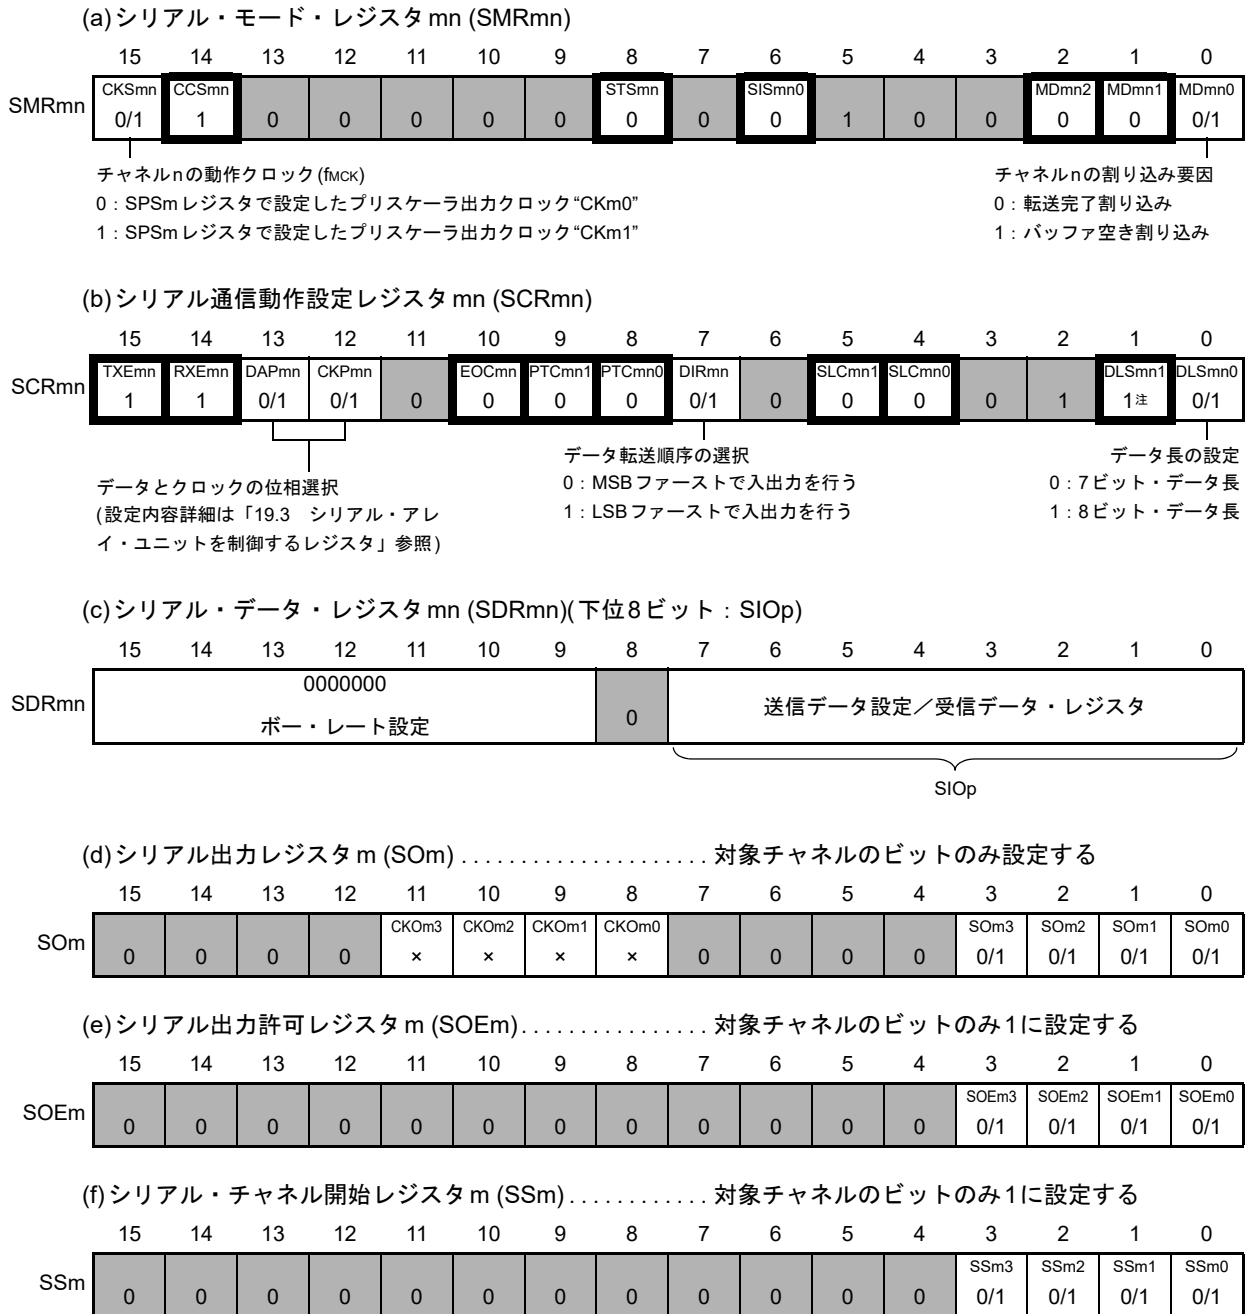 (a)シリアル・モード・レジスタmn (SMRmn)
15 14 13 12 11 10 9 8 7 6 5 4 3 2 1 0
CKSmn CCSmn STSmn SISmn0 MDmn2 MDmn1 MDmn0
SMRmn 0/1 1 0 0 0 0 0 0 0 0 1 0 0 0 0 0/1
チャネルnの動作クロック(fMCK)
0：SPSmレジスタで設定したプリスケーラ出力クロック“CKm0”
1：SPSmレジスタで設定したプリスケーラ出力クロック“CKm1”
チャネルnの割り込み要因
0：転送完了割り込み
1：バッファ空き割り込み
(b)シリアル通信動作設定レジスタmn (SCRmn)
15 14 13 12 11 10 9 8 7 6 5 4 3 2 1 0
TXEmn RXEmn DAPmn CKPmn EOCmn PTCmn1 PTCmn0 DIRmn SLCmn1 SLCmn0 DLSmn1 DLSmn0
SCRmn 1 1 0/1 0/1 0 0 0 0 0/1 0 0 0 0 1 1注 0/1
データとクロックの位相選択
(設定内容詳細は「19.3　シリアル・アレ
イ・ユニットを制御するレジスタ」参照)
データ転送順序の選択
0：MSBファーストで入出力を行う
1：LSBファーストで入出力を行う
データ長の設定
0：7ビット・データ長
1：8ビット・データ長
(c)シリアル・データ・レジスタmn (SDRmn)(下位8ビット：SIOp)
15 14 13 12 11 10 9 8 7 6 5 4 3 2 1 0
SDRmn
0000000
ボー・レート設定
0
送信データ設定／受信データ・レジスタ
SIOp
(d)シリアル出力レジスタm (SOm) . . . . . . . . . . . . . . . . . . . . . 対象チャネルのビットのみ設定する
15 14 13 12 11 10 9 8 7 6 5 4 3 2 1 0
CKOm3 CKOm2 CKOm1 CKOm0 SOm3 SOm2 SOm1 SOm0
SOm 0 0 0 0 × × × × 0 0 0 0 0/1 0/1 0/1 0/1
(e)シリアル出力許可レジスタm (SOEm). . . . . . . . . . . . . . . . 対象チャネルのビットのみ1に設定する
15 14 13 12 11 10 9 8 7 6 5 4 3 2 1 0
SOEm3 SOEm2 SOEm1 SOEm0
SOEm 0 0 0 0 0 0 0 0 0 0 0 0 0/1 0/1 0/1 0/1
(f)シリアル・チャネル開始レジスタm (SSm) . . . . . . . . . . . . 対象チャネルのビットのみ1に設定する
15 14 13 12 11 10 9 8 7 6 5 4 3 2 1 0
SSm3 SSm2 SSm1 SSm0
SSm 0 0 0 0 0 0 0 0 0 0 0 0 0/1 0/1 0/1 0/1